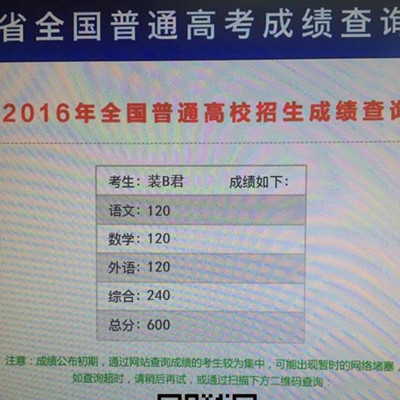 省全国普通高考成绩查询
2016年全国普通高校招生成绩查询
考生：装B君 成绩如下：
语文：120
数学：120
外语：120
综合：240
总分：600
注意：成绩公布初期，通过网站查询成绩的考生较为集中，可能出现暂时的网络堵塞，
如查询超时，请稍后再试，或通过扫描下方二维码查询：